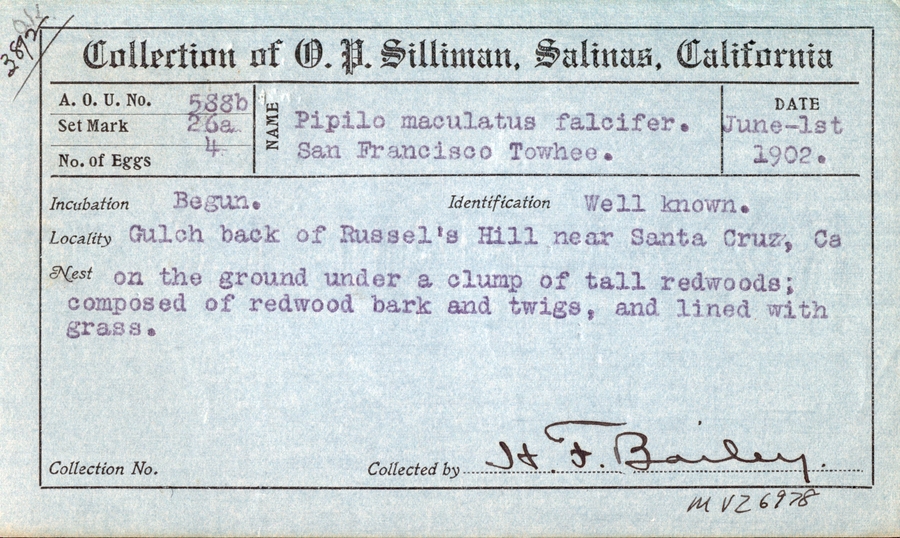 3892
Collection of O. P. Silliman, Salinas, California
A. O. U. No. 588b
Set Mark 26a
No. of Eggs 4
NAME
Pipilo maculatus falcifer.
San Francisco Towhee.
DATE
June-1st
1902.
Incubation Begun. Identification Well known.
Locality Gulch back of Russel's Hill near Santa Cruz, Ca
Nest on the ground under a clump of tall redwoods;
composed of redwood bark and twigs, and lined with
grass.
Collection No. Collected by H. F. Bailey.
MVZ 6978